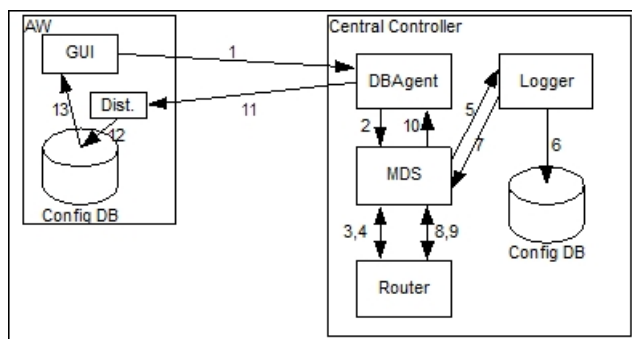 AW
Central Controller
GUI
1
DBAgent
Logger
13
Dist.
11
5
12
2
10
7
6
MDS
Config DB
3,4
8,9
Config DB
Router